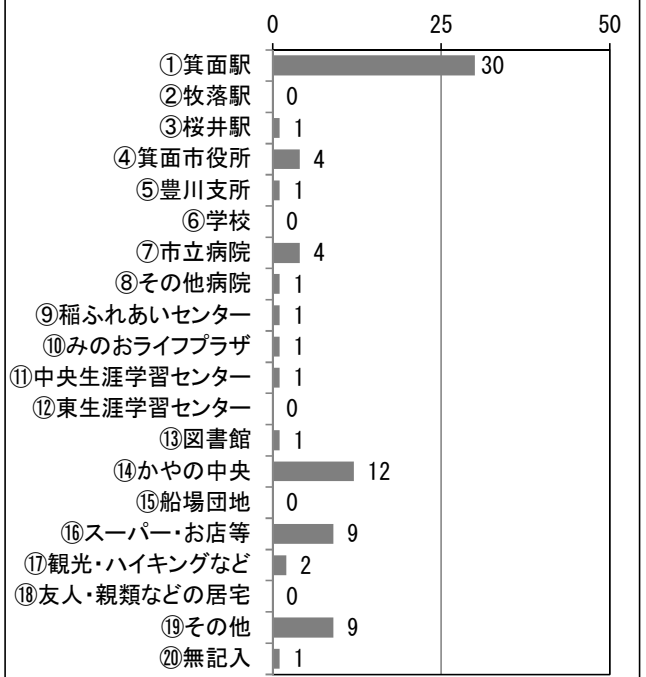 0 25 50
①箕面駅 30
②牧落駅 0
③桜井駅 1
④箕面市役所 4
⑤豊川支所 1
⑥学校 0
⑦市立病院 4
⑧その他病院 1
⑨稲ふれあいセンター 1
⑩みのおライフプラザ 1
⑪中央生涯学習センター 1
⑫東生涯学習センター 0
⑬図書館 1
⑭かやの中央 12
⑮船場団地 0
⑯スーパー・お店等 9
⑰観光・ハイキングなど 2
⑱友人・親類などの居宅 0
⑲その他 9
⑳無記入 1